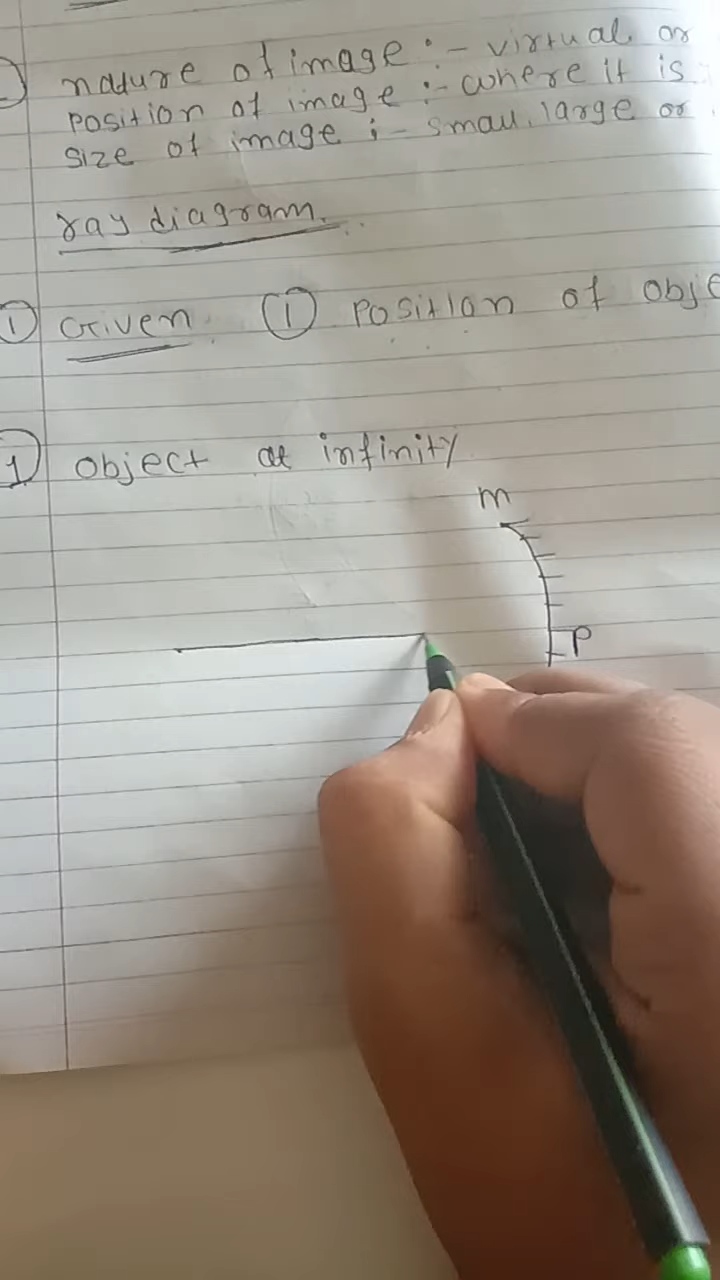 nature of image :- virtual or
position of image :- where it is
size of image :- small, large or
ray diagram.
① Given ① Position of obje
① object at infinity
M
P